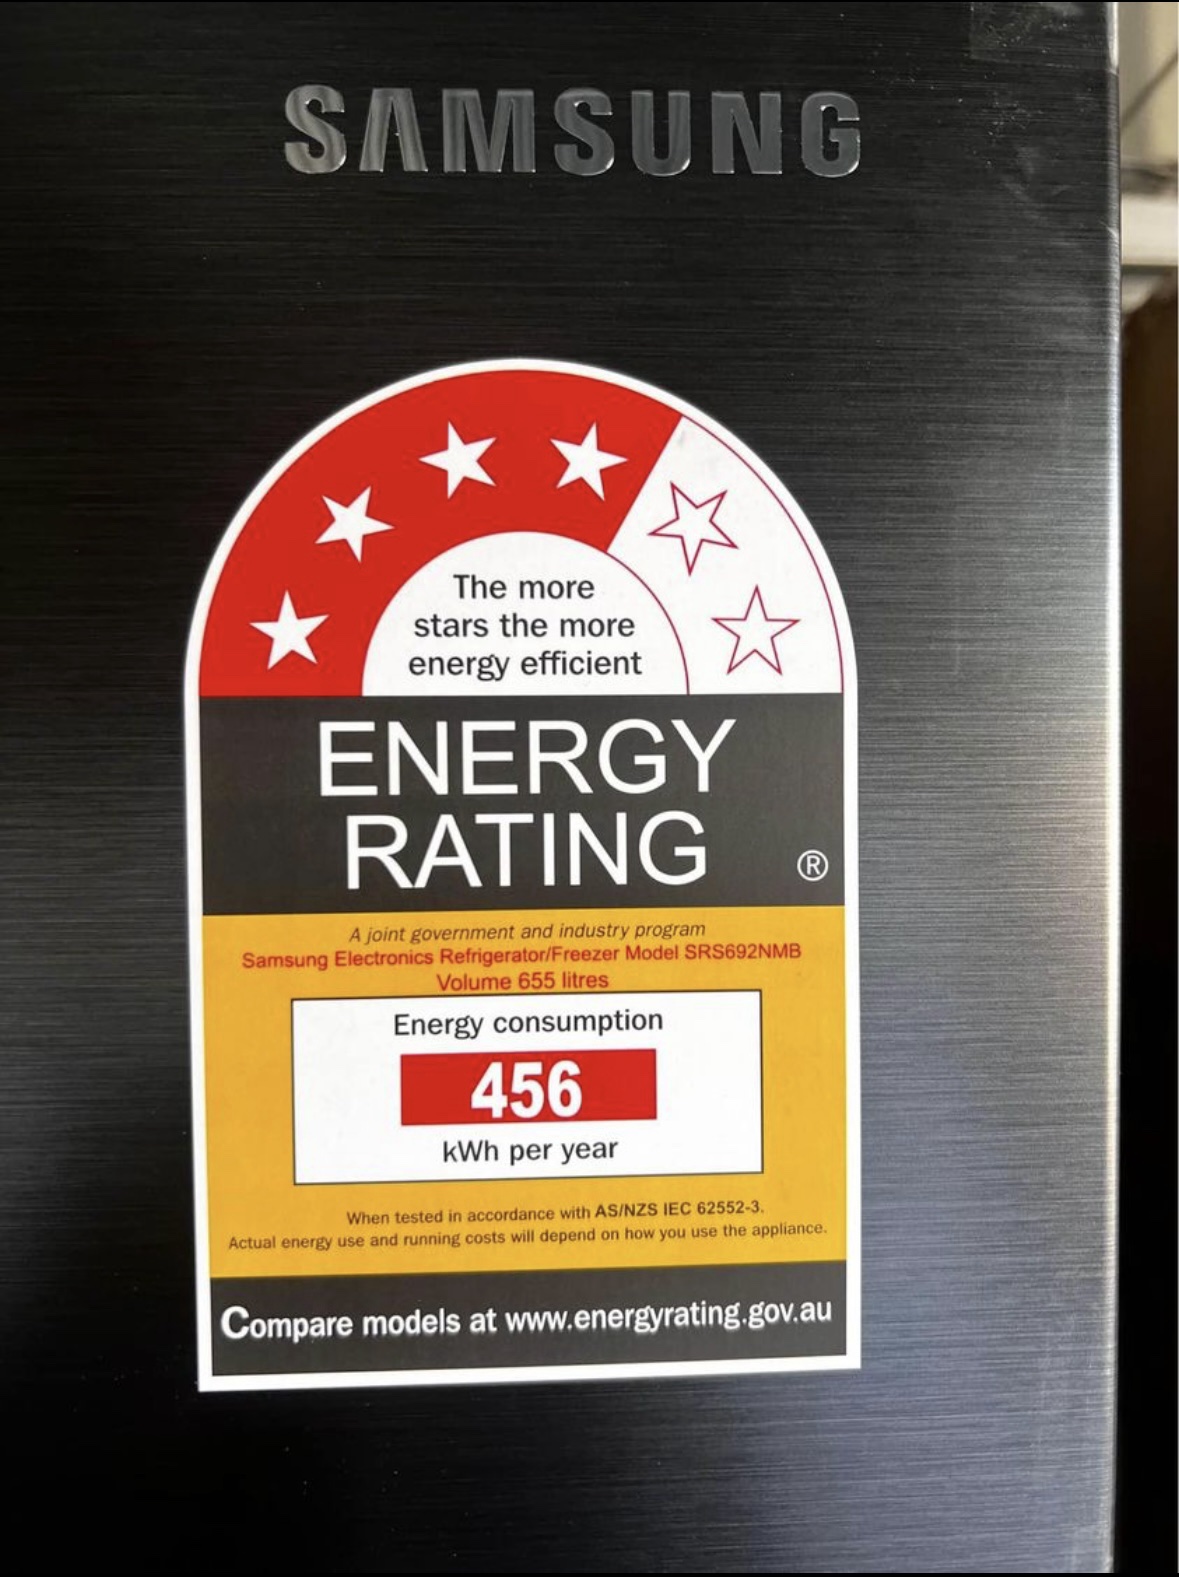 SAMSUNG
The more
stars the more
energy efficient
ENERGY
RATING
®
A joint government and industry program
Samsung Electronics Refrigerator/Freezer Model SRS692NMB
Volume 655 litres
Energy consumption
456
kWh per year
When tested in accordance with AS/NZS IEC 62552-3.
Actual energy use and running costs will depend on how you use the appliance.
Compare models at www.energyrating.gov.au